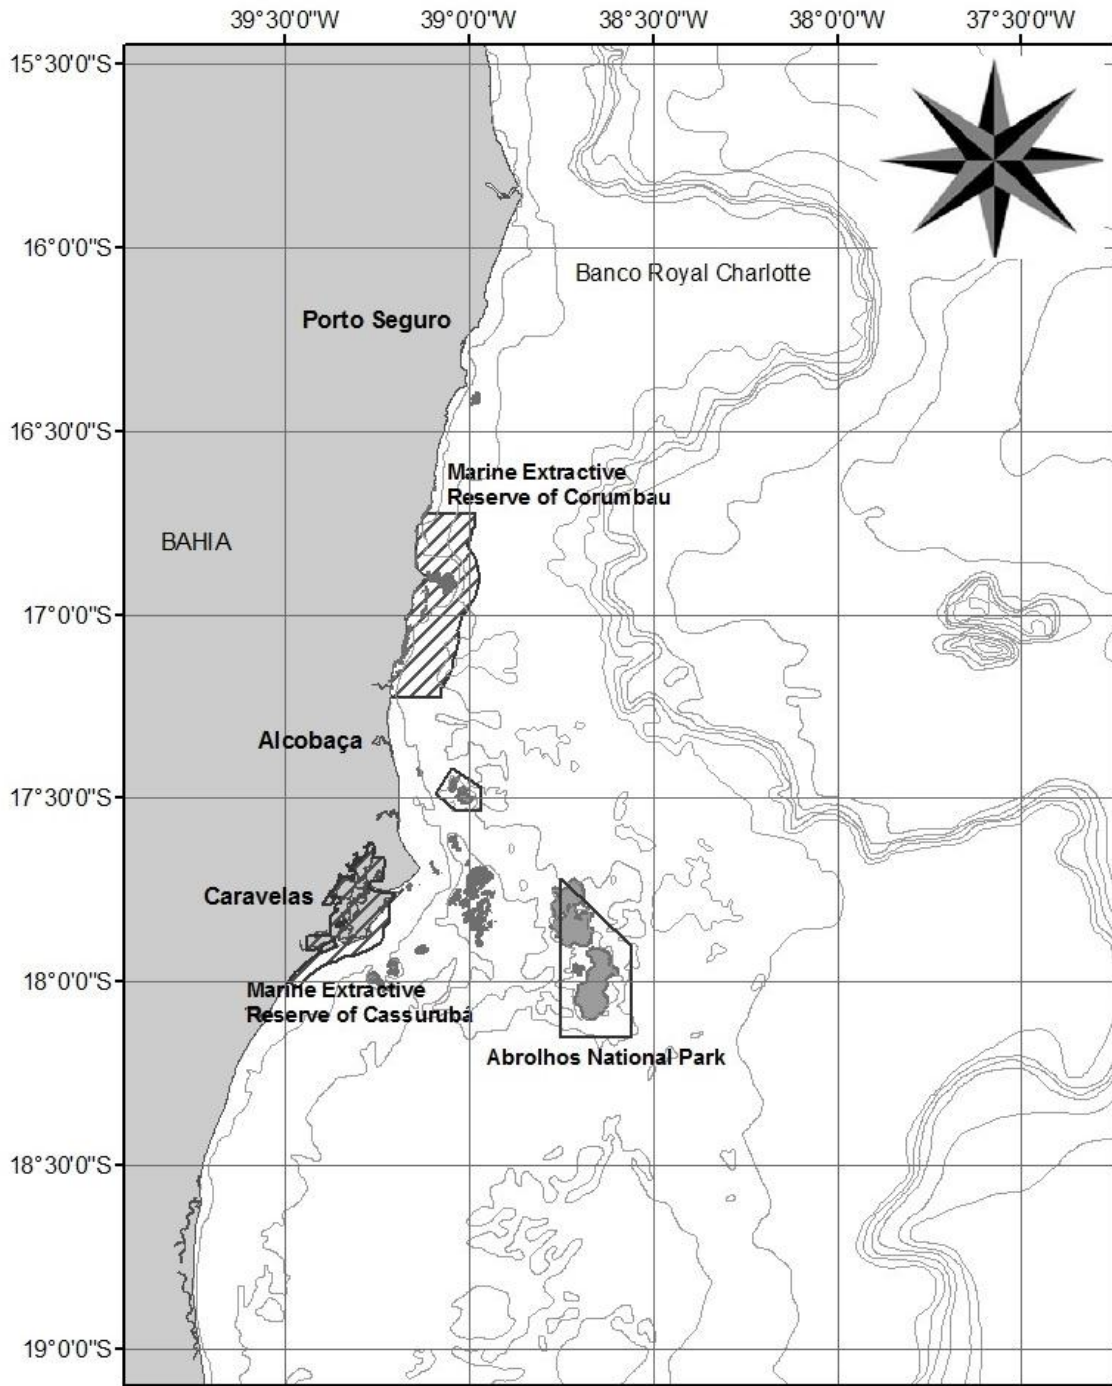 39°30'0"W
39°0'0"W
38°30'0"W
38°0'0"W
37°30'0"W
15°30'0"S
16°0'0"S
Banco Royal Charlotte
Porto Seguro
16°30'0"S
Marine Extractive
Reserve of Corumbau
BAHIA
17°0'0"S
Alcobaça
17°30'0"S
Caravelas
18°0'0"S
Marine Extractive
Reserve of Cassurubá
Abrolhos National Park
18°30'0"S
19°0'0"S